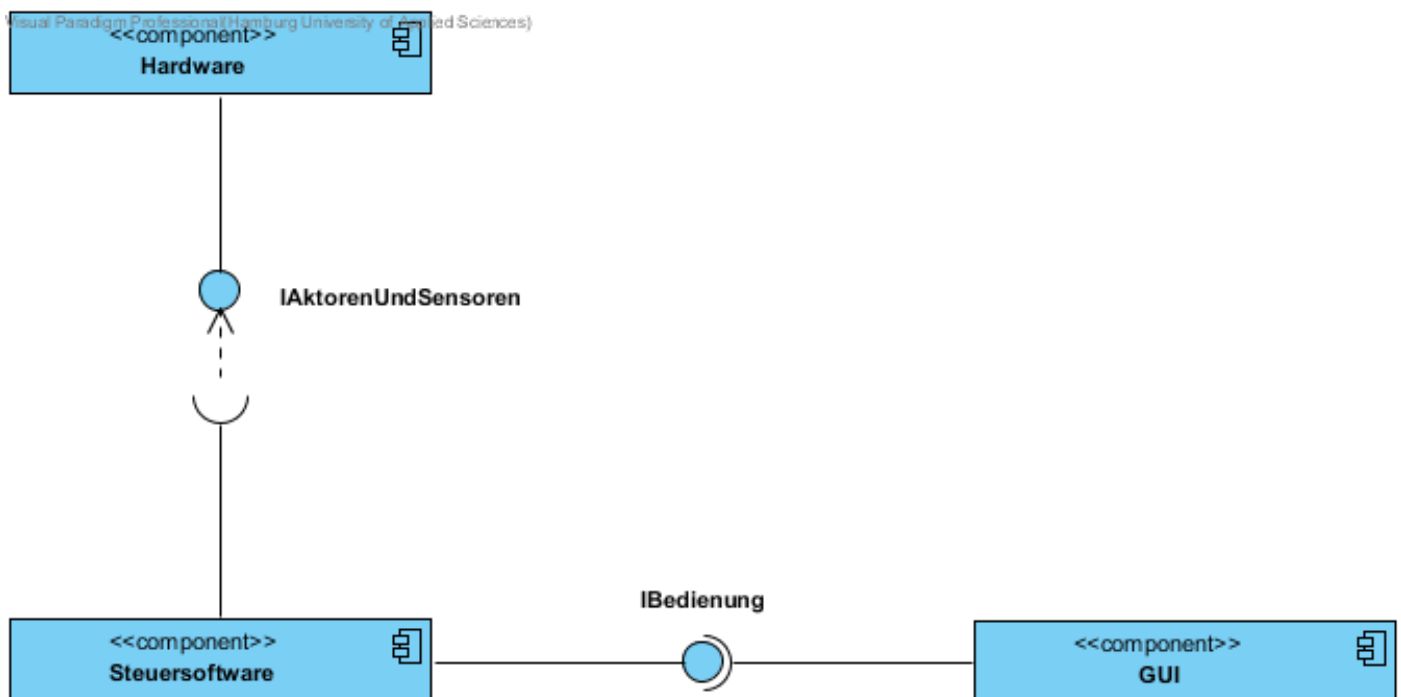 Visual Paradigm Professional(Hamburg University of Applied Sciences)
<<component>>
Hardware
IAktorenUndSensoren
IBedienung
<<component>>
Steuersoftware
<<component>>
GUI